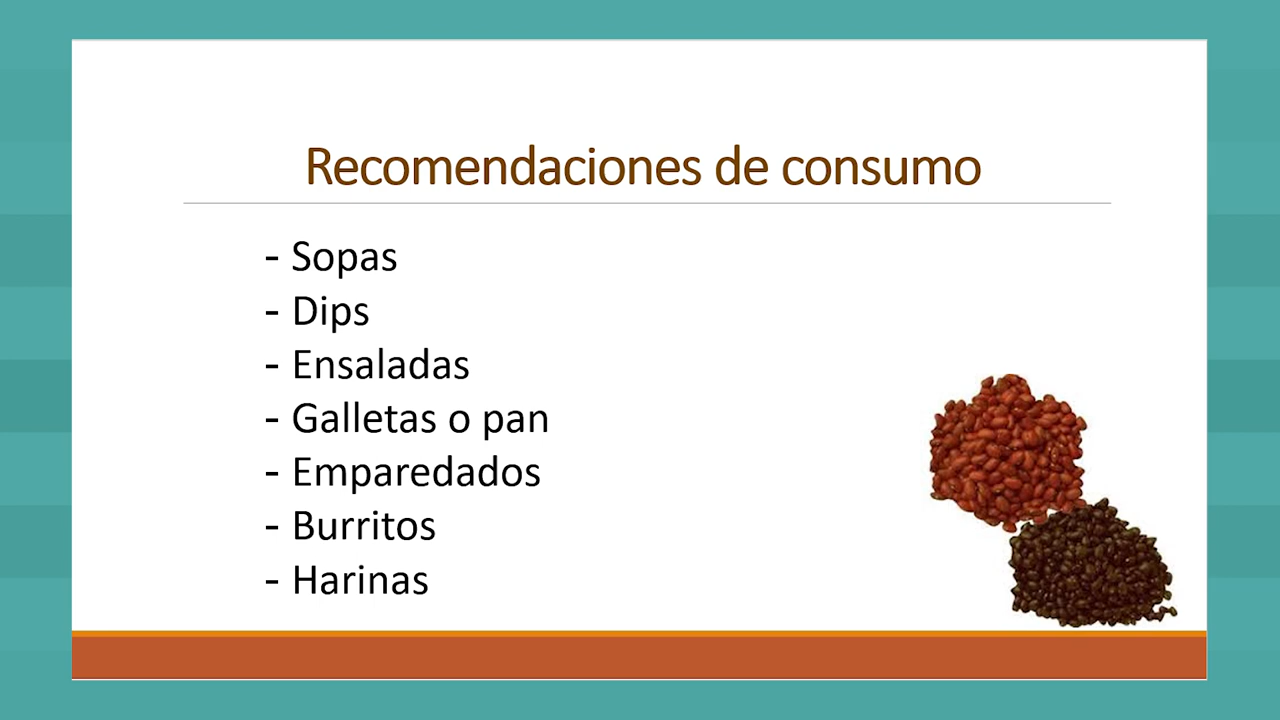 Recomendaciones de consumo
- Sopas
- Dips
- Ensaladas
- Galletas o pan
- Emparedados
- Burritos
- Harinas